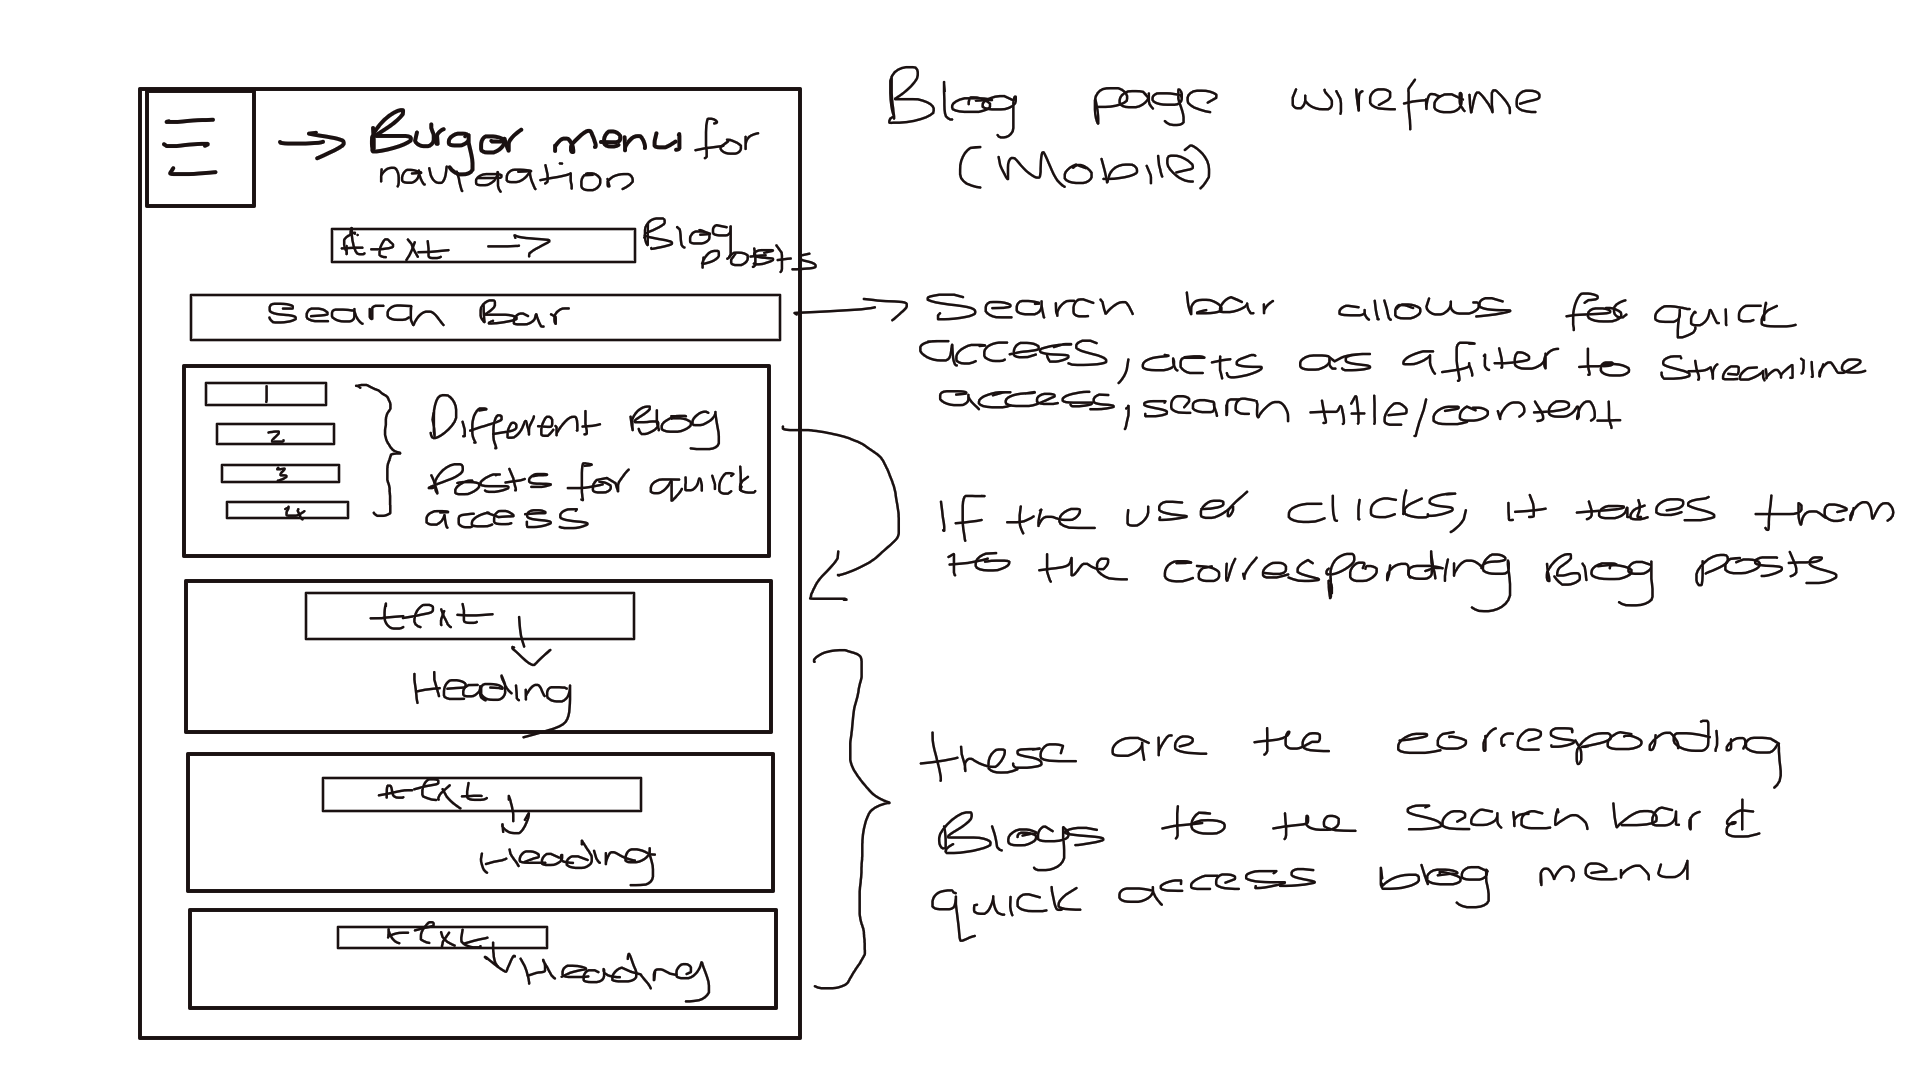 Blog page wireframe
(Mobile)
→ Burger menu for
navigation
text → Blog
posts
Search Bar
Search bar allows for quick
access, acts as a filter to streamline
access, search title/content
1
2
3
4
Different Blog
Posts for quick
access
If the user clicks, it takes them
to the corresponding Blog posts
text
Heading
text
Heading
text
Heading
these are the corresponding
Blogs to the search bar &
quick access blog menu